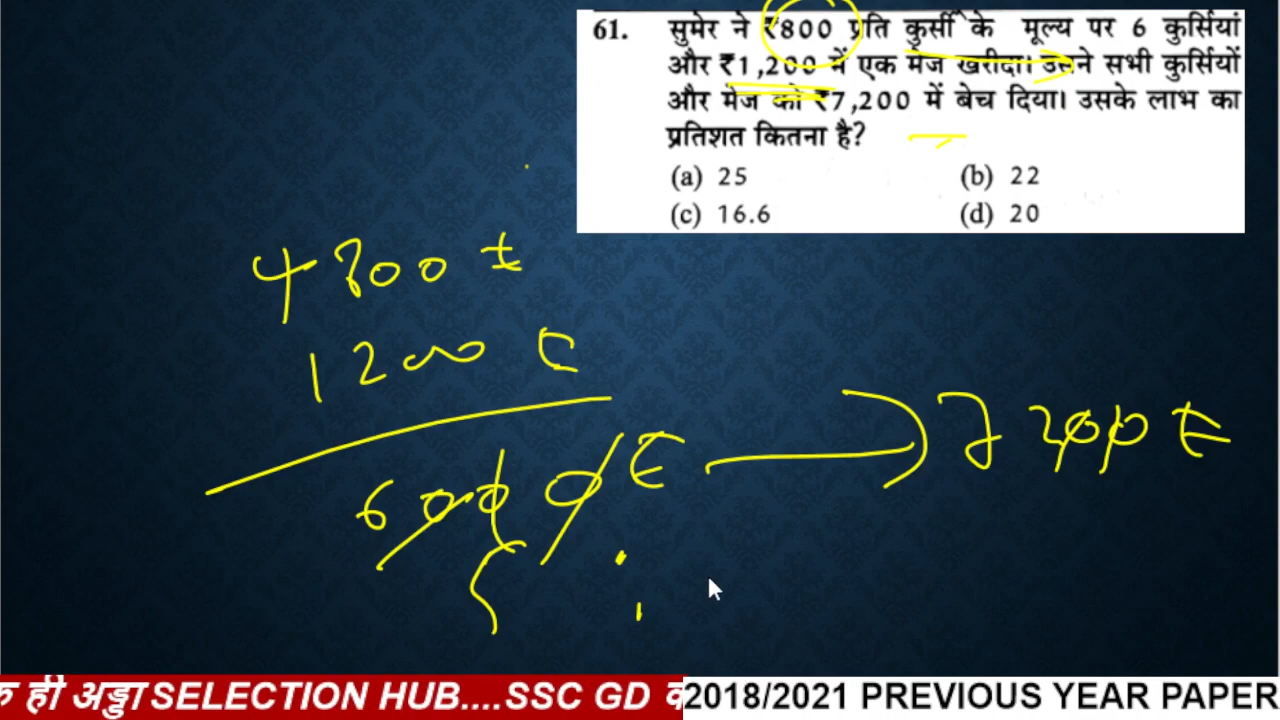 61. सुमेर ने ₹800 प्रति कुर्सी के मूल्य पर 6 कुर्सियां
और ₹1,200 में एक मेज खरीदा। उसने सभी कुर्सियों
और मेज को ₹7,200 में बेच दिया। उसके लाभ का
प्रतिशत कितना है?
(a) 25 (b) 22
(c) 16.6 (d) 20
4800
1200
6000 7200
ही अड्डा SELECTION HUB....SSC GD 2018/2021 PREVIOUS YEAR PAPER